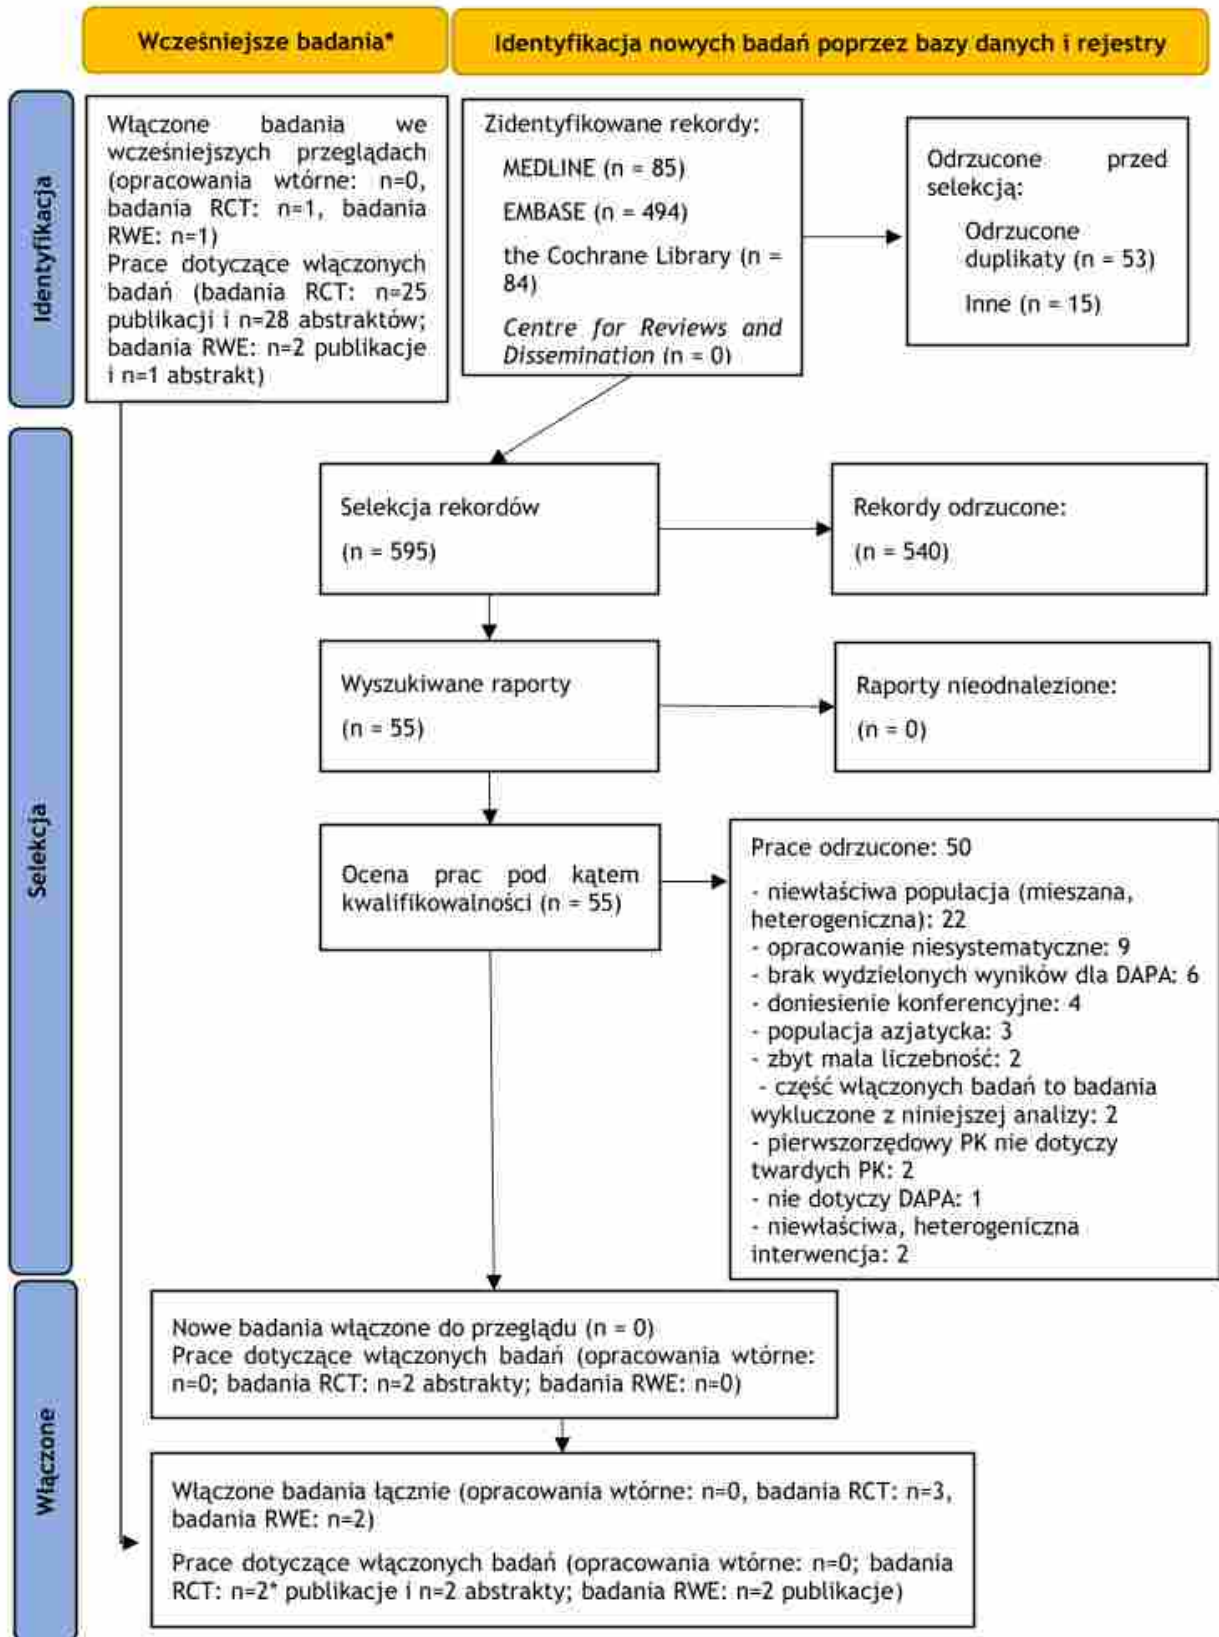 Wcześniejsze badania*
Identyfikacja nowych badań poprzez bazy danych i rejestry
Identyfikacja
Włączone badania we
wcześniejszych przeglądach
(opracowania wtórne: n=0,
badania RCT: n=1, badania
RWE: n=1)
Prace dotyczące włączonych
badań (badania RCT: n=25
publikacji i n=28 abstraktów;
badania RWE: n=2 publikacje
i n=1 abstrakt)
Zidentyfikowane rekordy:
MEDLINE (n = 85)
EMBASE (n = 494)
the Cochrane Library (n =
84)
Centre for Reviews and
Dissemination (n = 0)
Odrzucone przed
selekcją:
Odrzucone
duplikaty (n = 53)
Inne (n = 15)
Selekcja
Selekcja rekordów
(n = 595)
Rekordy odrzucone:
(n = 540)
Wyszukiwane raporty
(n = 55)
Raporty nieodnalezione:
(n = 0)
Ocena prac pod kątem
kwalifikowalności (n = 55)
Prace odrzucone: 50
- niewłaściwa populacja (mieszana,
heterogeniczna): 22
- opracowanie niesystematyczne: 9
- brak wydzielonych wyników dla DAPA: 6
- doniesienie konferencyjne: 4
- populacja azjatycka: 3
- zbyt mała liczebność: 2
- część włączonych badań to badania
wykluczone z niniejszej analizy: 2
- pierwszorzędowy PK nie dotyczy
twardych PK: 2
- nie dotyczy DAPA: 1
- niewłaściwa, heterogeniczna
interwencja: 2
Włączone
Nowe badania włączone do przeglądu (n = 0)
Prace dotyczące włączonych badań (opracowania wtórne:
n=0; badania RCT: n=2 abstrakty; badania RWE: n=0)
Włączone badania łącznie (opracowania wtórne: n=0, badania RCT: n=3,
badania RWE: n=2)
Prace dotyczące włączonych badań (opracowania wtórne: n=0; badania
RCT: n=2* publikacje i n=2 abstrakty; badania RWE: n=2 publikacje)